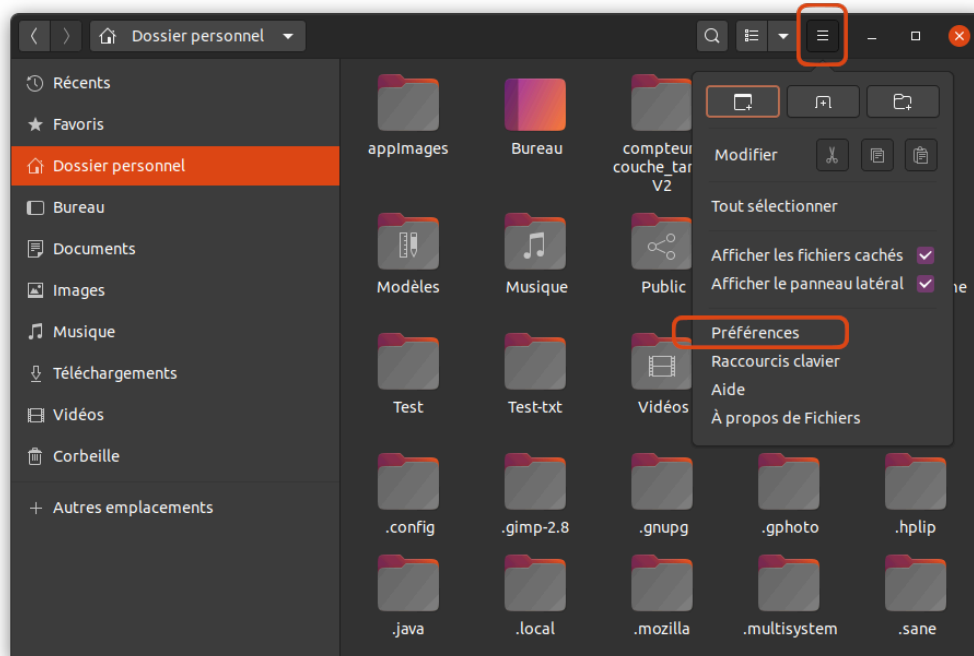 Dossier personnel
Récents
Favoris
Dossier personnel
Bureau
Documents
Images
Musique
Téléchargements
Vidéos
Corbeille
Autres emplacements
appImages
Bureau
compteur
couche_tar
V2
Modifier
Tout sélectionner
Afficher les fichiers cachés
Afficher le panneau latéral
Préférences
Raccourcis clavier
Aide
À propos de Fichiers
Modèles
Musique
Public
Test
Test-txt
Vidéos
.config
.gimp-2.8
.gnupg
.gphoto
.hplip
.java
.local
.mozilla
.multisystem
.sane